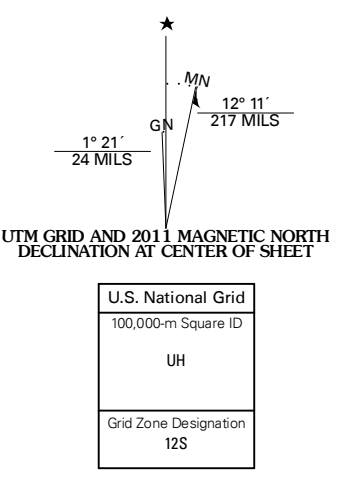 ★
MN
12° 11´
217 MILS
GN
1° 21´
24 MILS
UTM GRID AND 2011 MAGNETIC NORTH
DECLINATION AT CENTER OF SHEET
U.S. National Grid
100,000-m Square ID
UH
Grid Zone Designation
12S